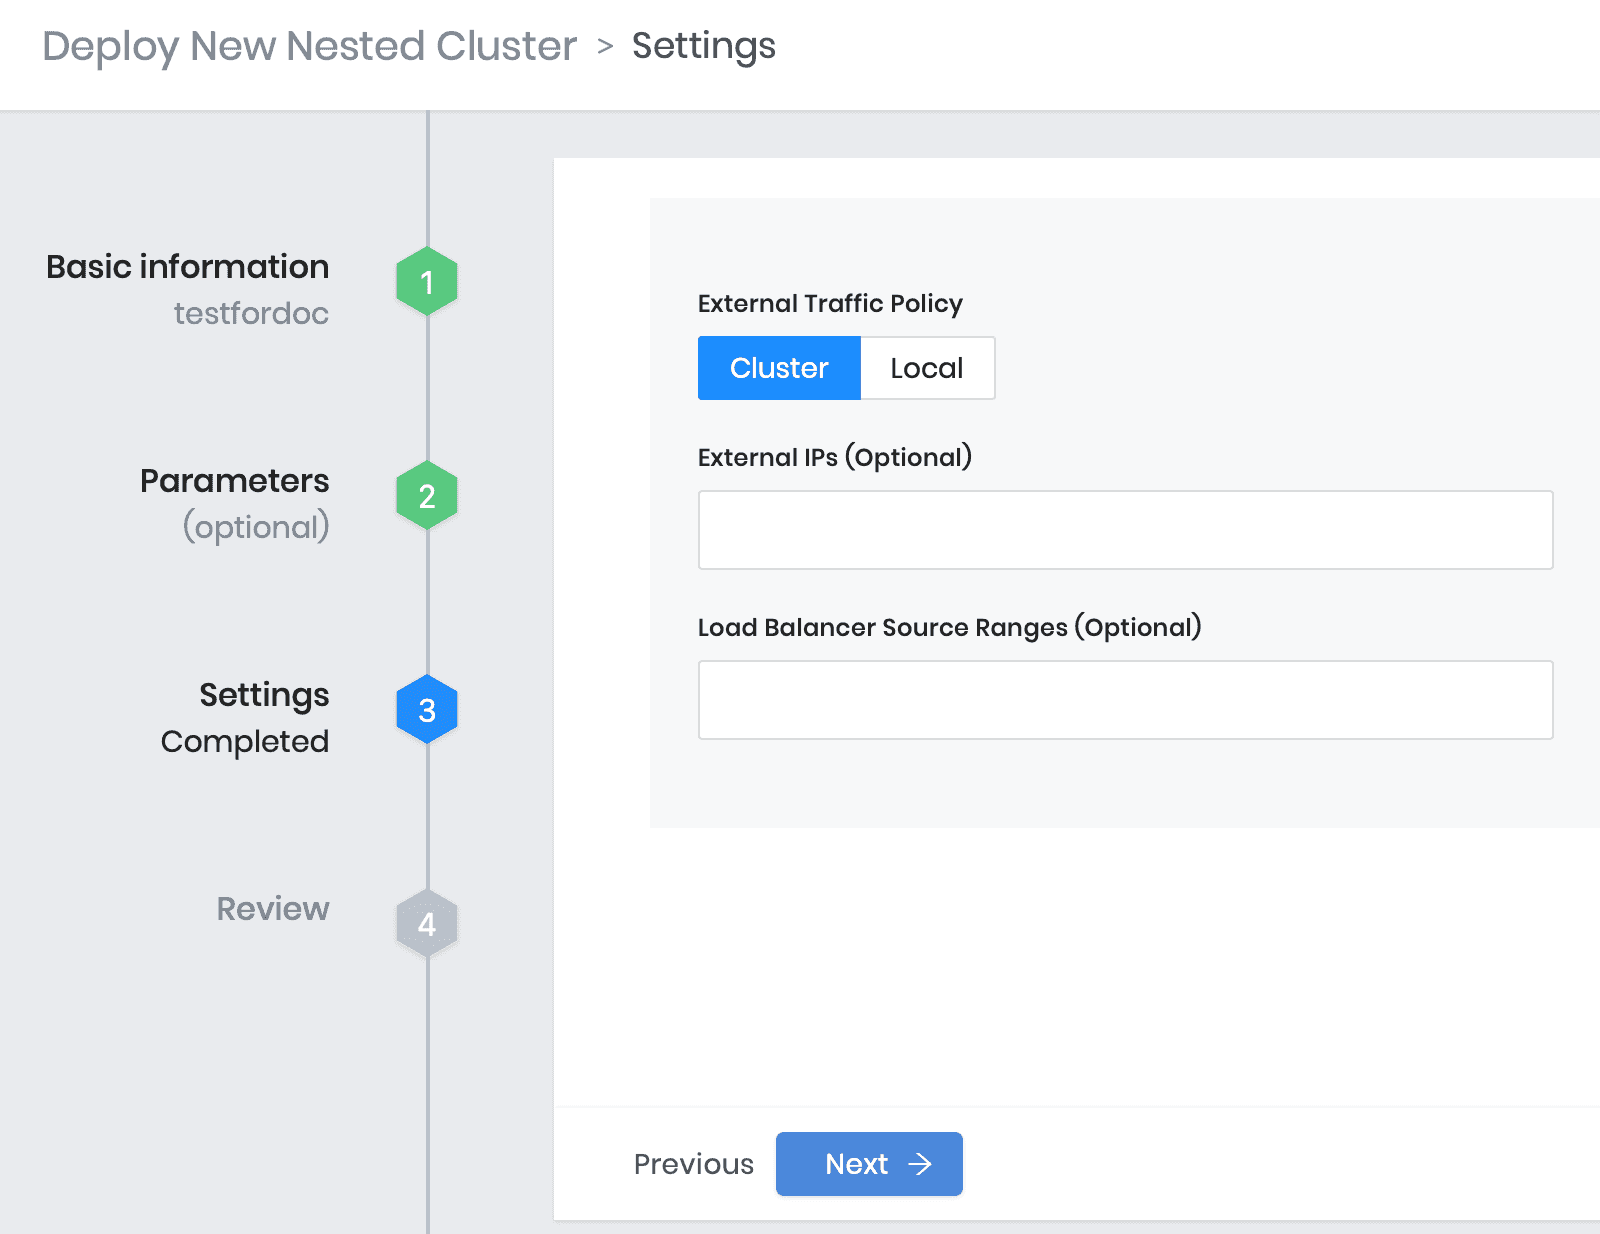 Deploy New Nested Cluster > Settings
Basic information
testfordoc
1
Parameters
(optional)
2
Settings
Completed
3
Review
4
External Traffic Policy
Cluster Local
External IPs (Optional)
Load Balancer Source Ranges (Optional)
Previous Next →